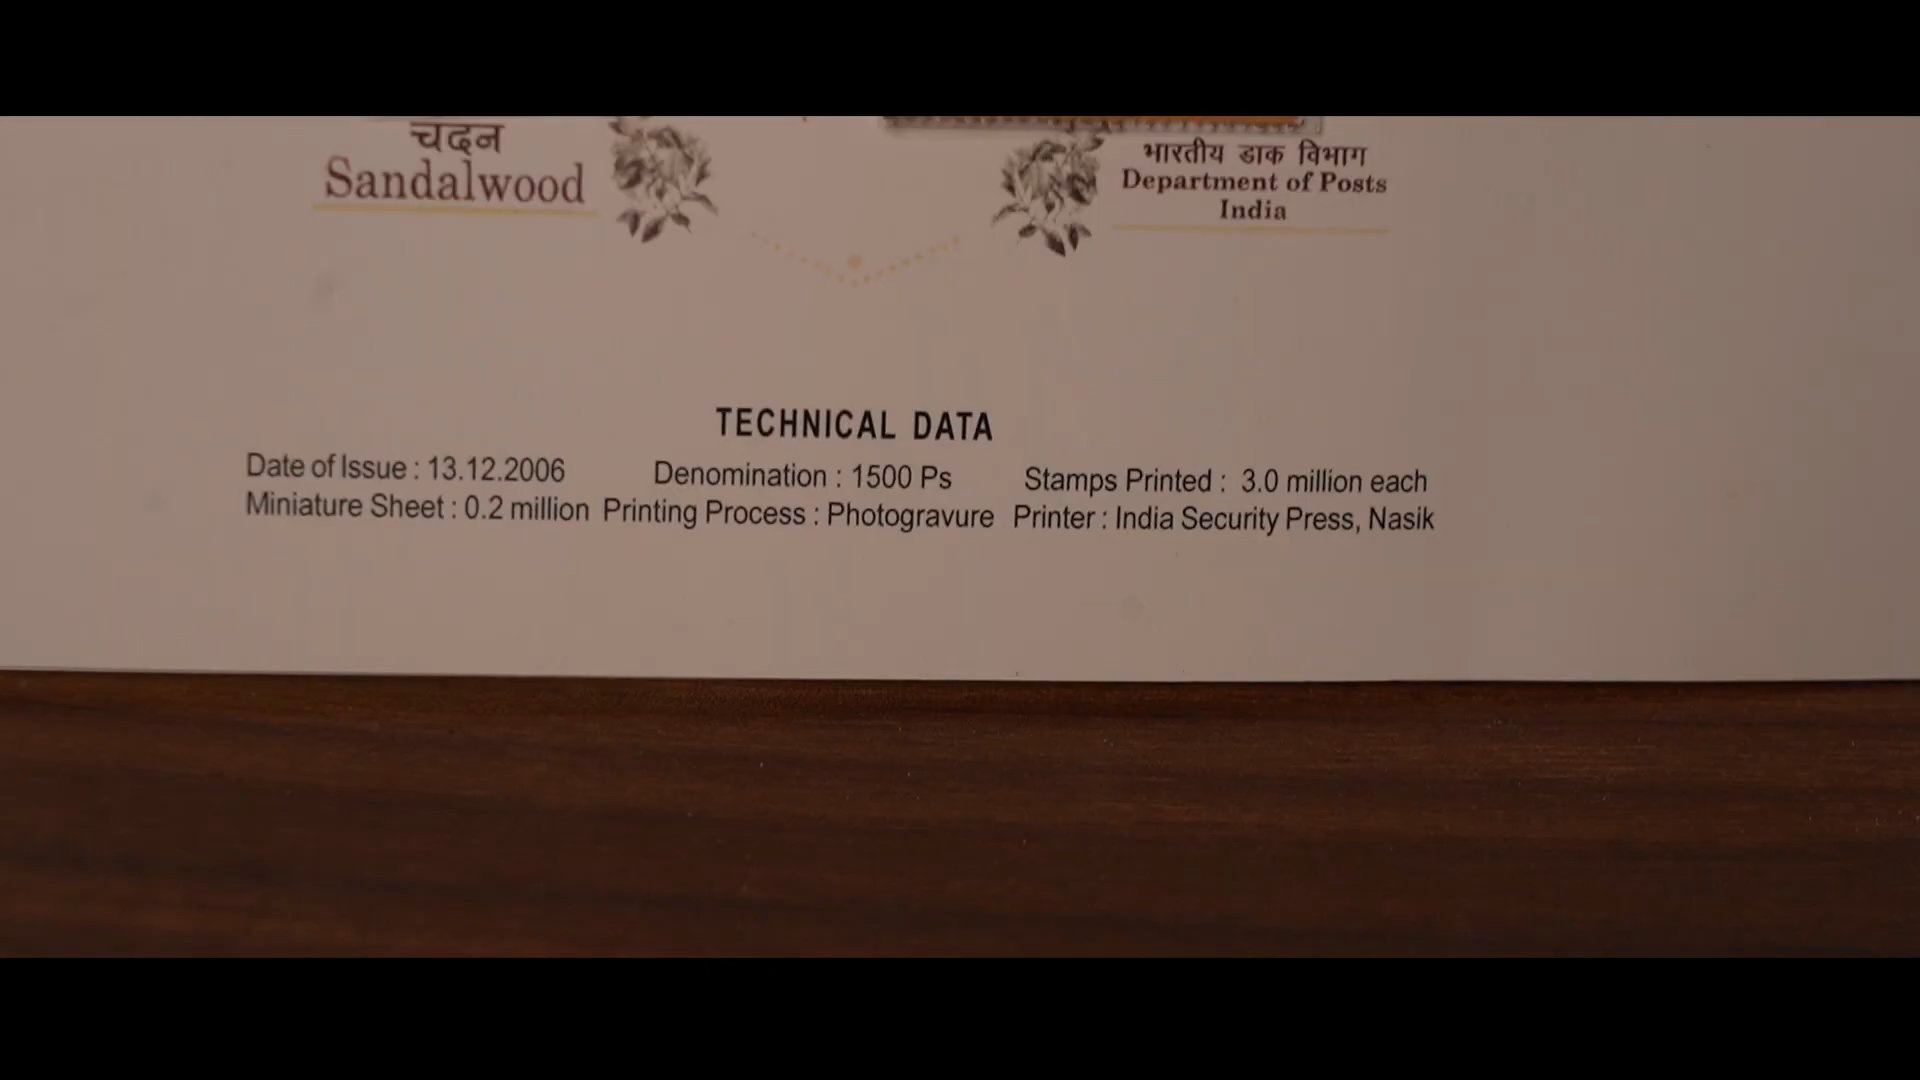 चदन
Sandalwood
भारतीय डाक विभाग
Department of Posts
India
TECHNICAL DATA
Date of Issue : 13.12.2006 Denomination : 1500 Ps Stamps Printed : 3.0 million each
Miniature Sheet : 0.2 million Printing Process : Photogravure Printer : India Security Press, Nasik